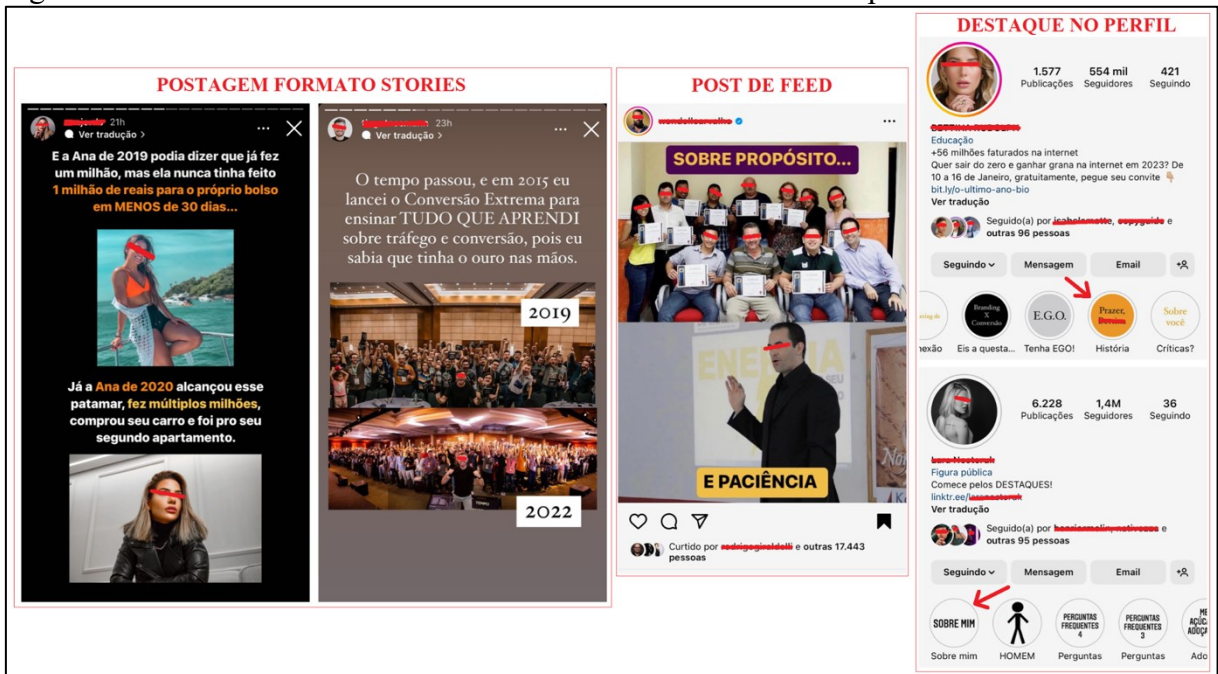 DESTAQUE NO PERFIL
POSTAGEM FORMATO STORIES
21h
Ver tradução >
E a Ana de 2019 podia dizer que já fez
um milhão, mas ela nunca tinha feito
1 milhão de reais para o próprio bolso
em MENOS de 30 dias...
Já a Ana de 2020 alcançou esse
patamar, fez múltiplos milhões,
comprou seu carro e foi pro seu
segundo apartamento.
23h
Ver tradução >
O tempo passou, e em 2015 eu
lancei o Conversão Extrema para
ensinar TUDO QUE APRENDI
sobre tráfego e conversão, pois eu
sabia que tinha o ouro nas mãos.
2019
2022
POST DE FEED
SOBRE PROPÓSITO...
E PACIÊNCIA
Curtido por e outras 17.443
pessoas
1.577 554 mil 421
Publicações Seguidores Seguindo
Educação
+56 milhões faturados na internet
Quer sair do zero e ganhar grana na internet em 2023? De
10 a 16 de Janeiro, gratuitamente, pegue seu convite
bit.ly/o-ultimo-ano-bio
Ver tradução
Seguido(a) por e
outras 96 pessoas
Seguindo Mensagem Email
Branding
X
Conversão
E.G.O.
Prazer,
Sobre
você
nexão Eis a questa... Tenha EGO! História Críticas?
6.228 1,4M 36
Publicações Seguidores Seguindo
Figura pública
Comece pelos DESTAQUES!
linktr.ee/
Ver tradução
Seguido(a) por e
outras 95 pessoas
Seguindo Mensagem Email
SOBRE MIM
PERGUNTAS
FREQUENTES
4
PERGUNTAS
FREQUENTES
3
ME
AÇÚC
ADOÇA
Sobre mim HOMEM Perguntas Perguntas Ado